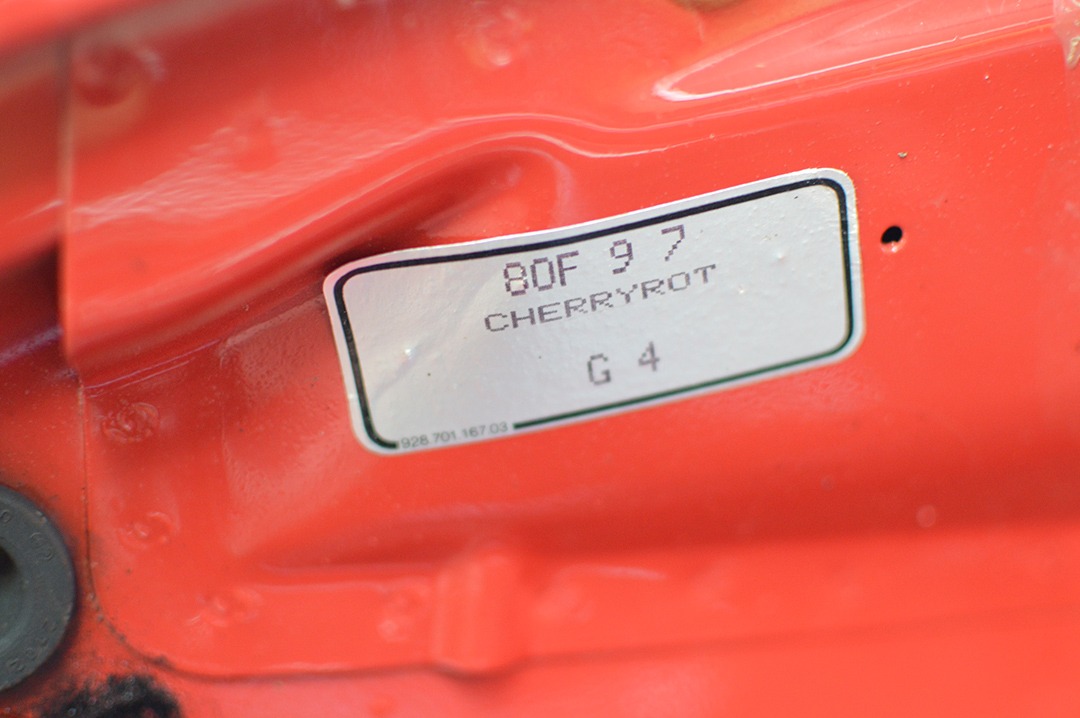 80F 9 7
CHERRYROT
G 4
928.701.167.03